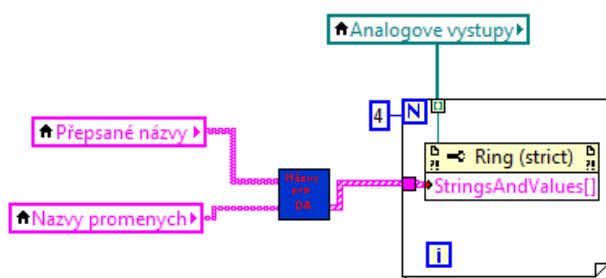 Analogove vystupy
4
N
Přepsané názvy
Ring (strict)
?!
?!
Názvy
pro
DA
StringsAndValues[]
Nazvy promenych
i